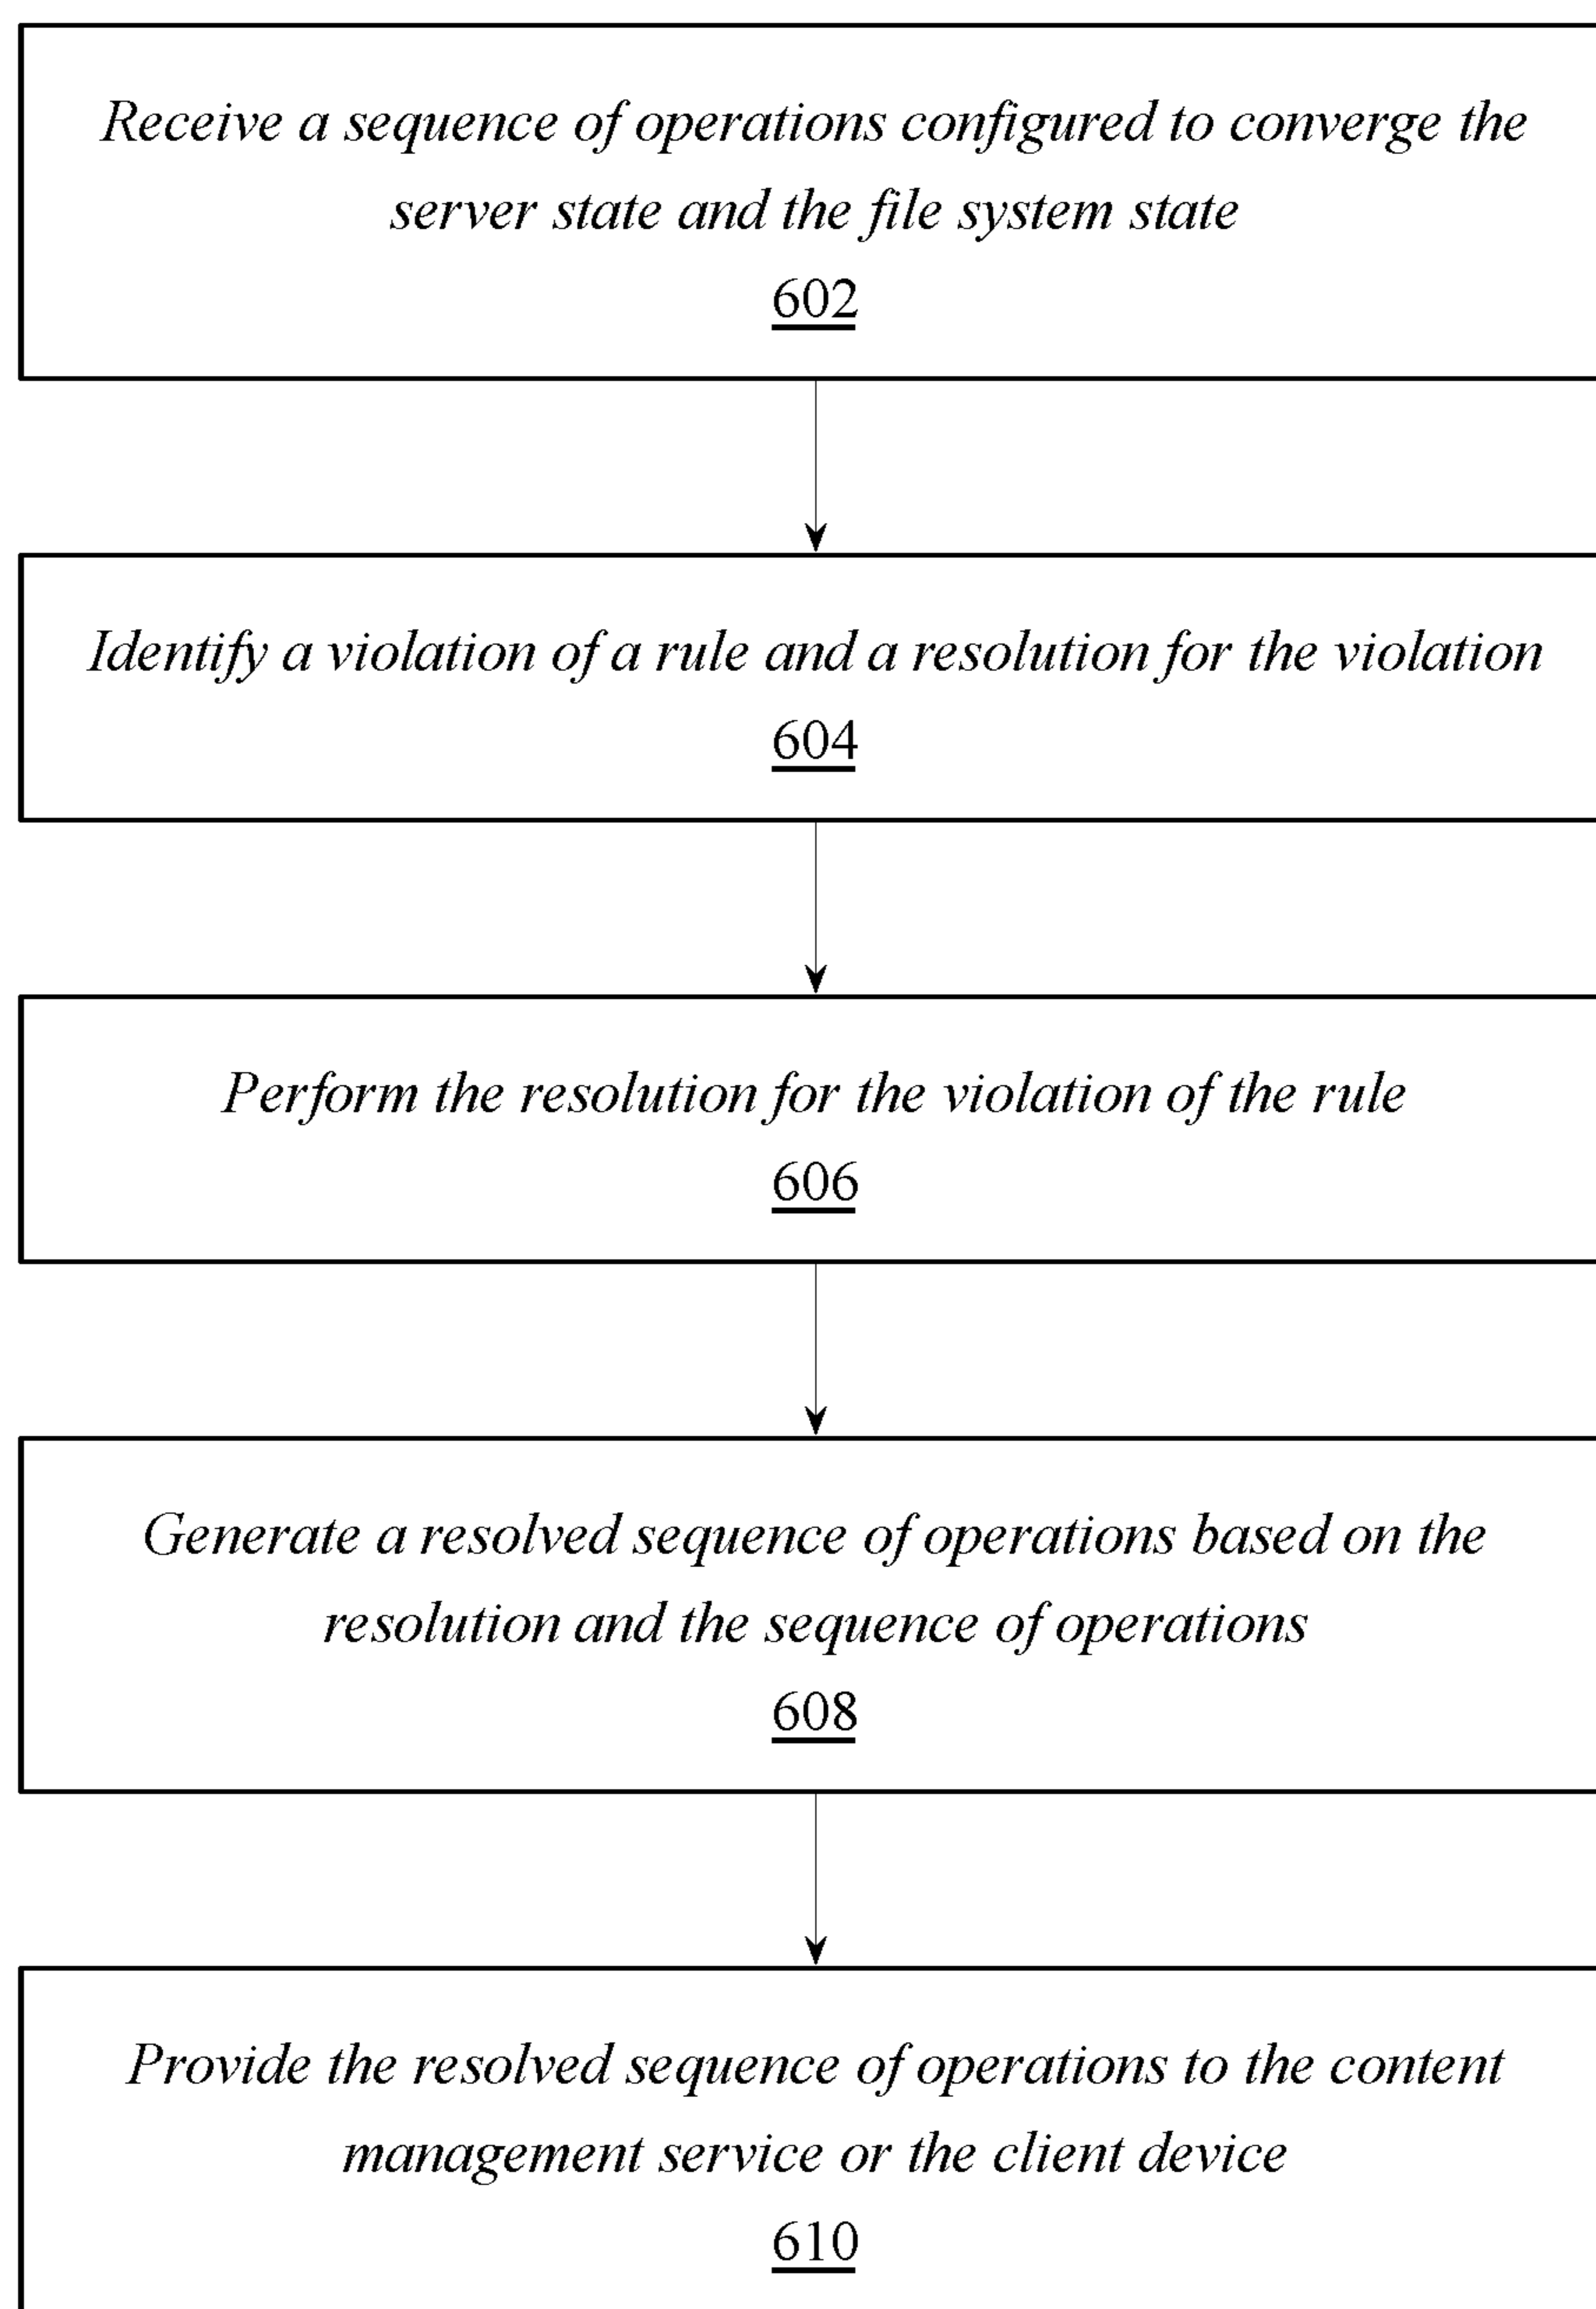 Receive a sequence of operations configured to converge the
server state and the file system state
602
Identify a violation of a rule and a resolution for the violation
604
Perform the resolution for the violation of the rule
606
Generate a resolved sequence of operations based on the
resolution and the sequence of operations
608
Provide the resolved sequence of operations to the content
management service or the client device
610